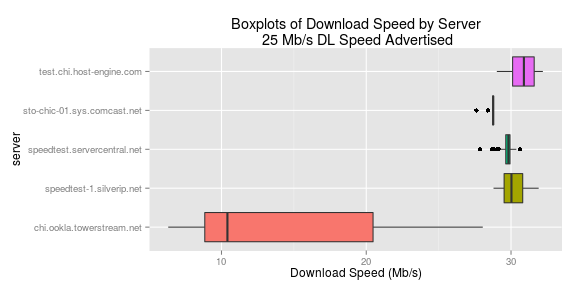 Boxplots of Download Speed by Server
25 Mb/s DL Speed Advertised
server
test.chi.host-engine.com
sto-chic-01.sys.comcast.net
speedtest.servercentral.net
speedtest-1.silverip.net
chi.ookla.towerstream.net
10 20 30
Download Speed (Mb/s)